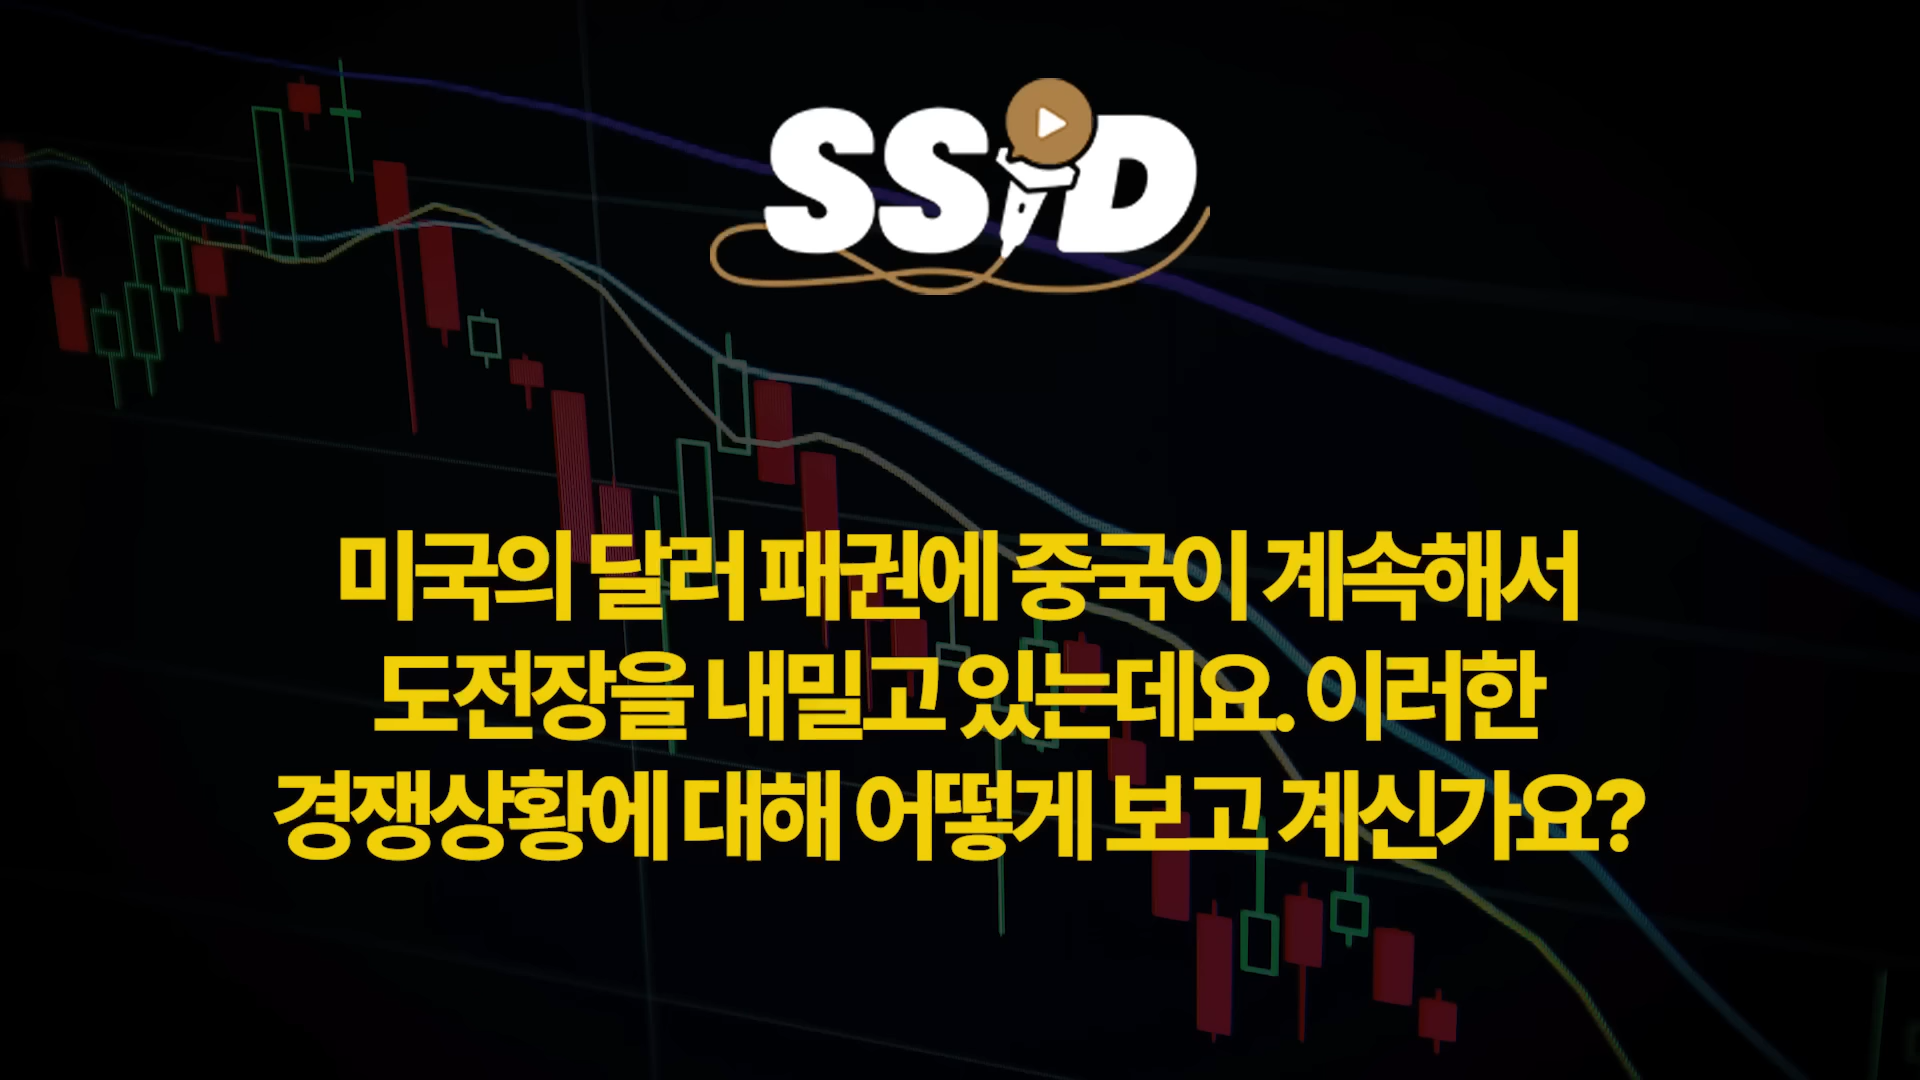 SSiD
미국의 달러 패권에 중국이 계속해서
도전장을 내밀고 있는데요. 이러한
경쟁상황에 대해 어떻게 보고 계신가요?